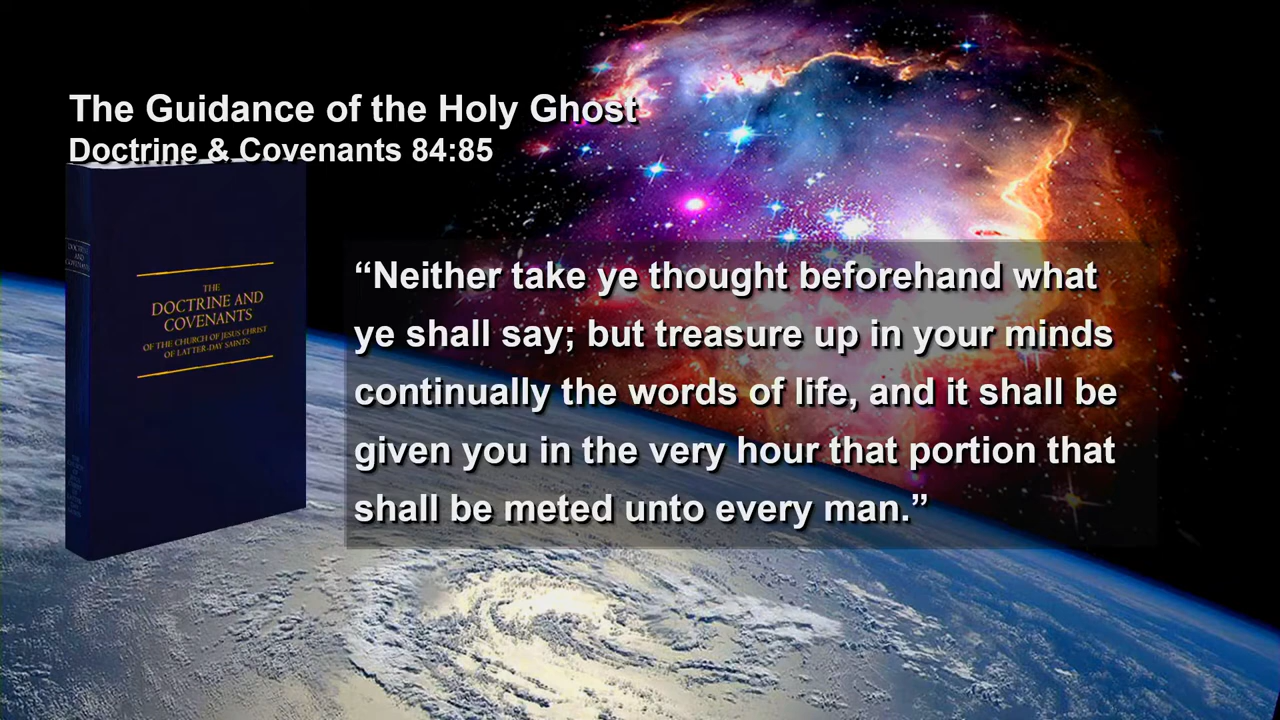 The Guidance of the Holy Ghost
Doctrine & Covenants 84:85
THE
DOCTRINE AND
COVENANTS
OF THE CHURCH OF JESUS CHRIST
OF LATTER-DAY SAINTS
“Neither take ye thought beforehand what
ye shall say; but treasure up in your minds
continually the words of life, and it shall be
given you in the very hour that portion that
shall be meted unto every man.”